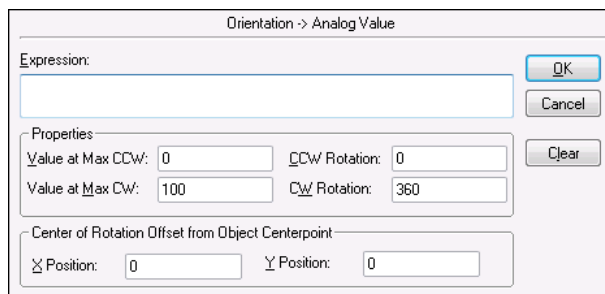 Orientation -> Analog Value
Expression:
OK
Cancel
Clear
Properties
Value at Max CCW: 0 CCW Rotation: 0
Value at Max CW: 100 CW Rotation: 360
Center of Rotation Offset from Object Centerpoint
X Position: 0 Y Position: 0